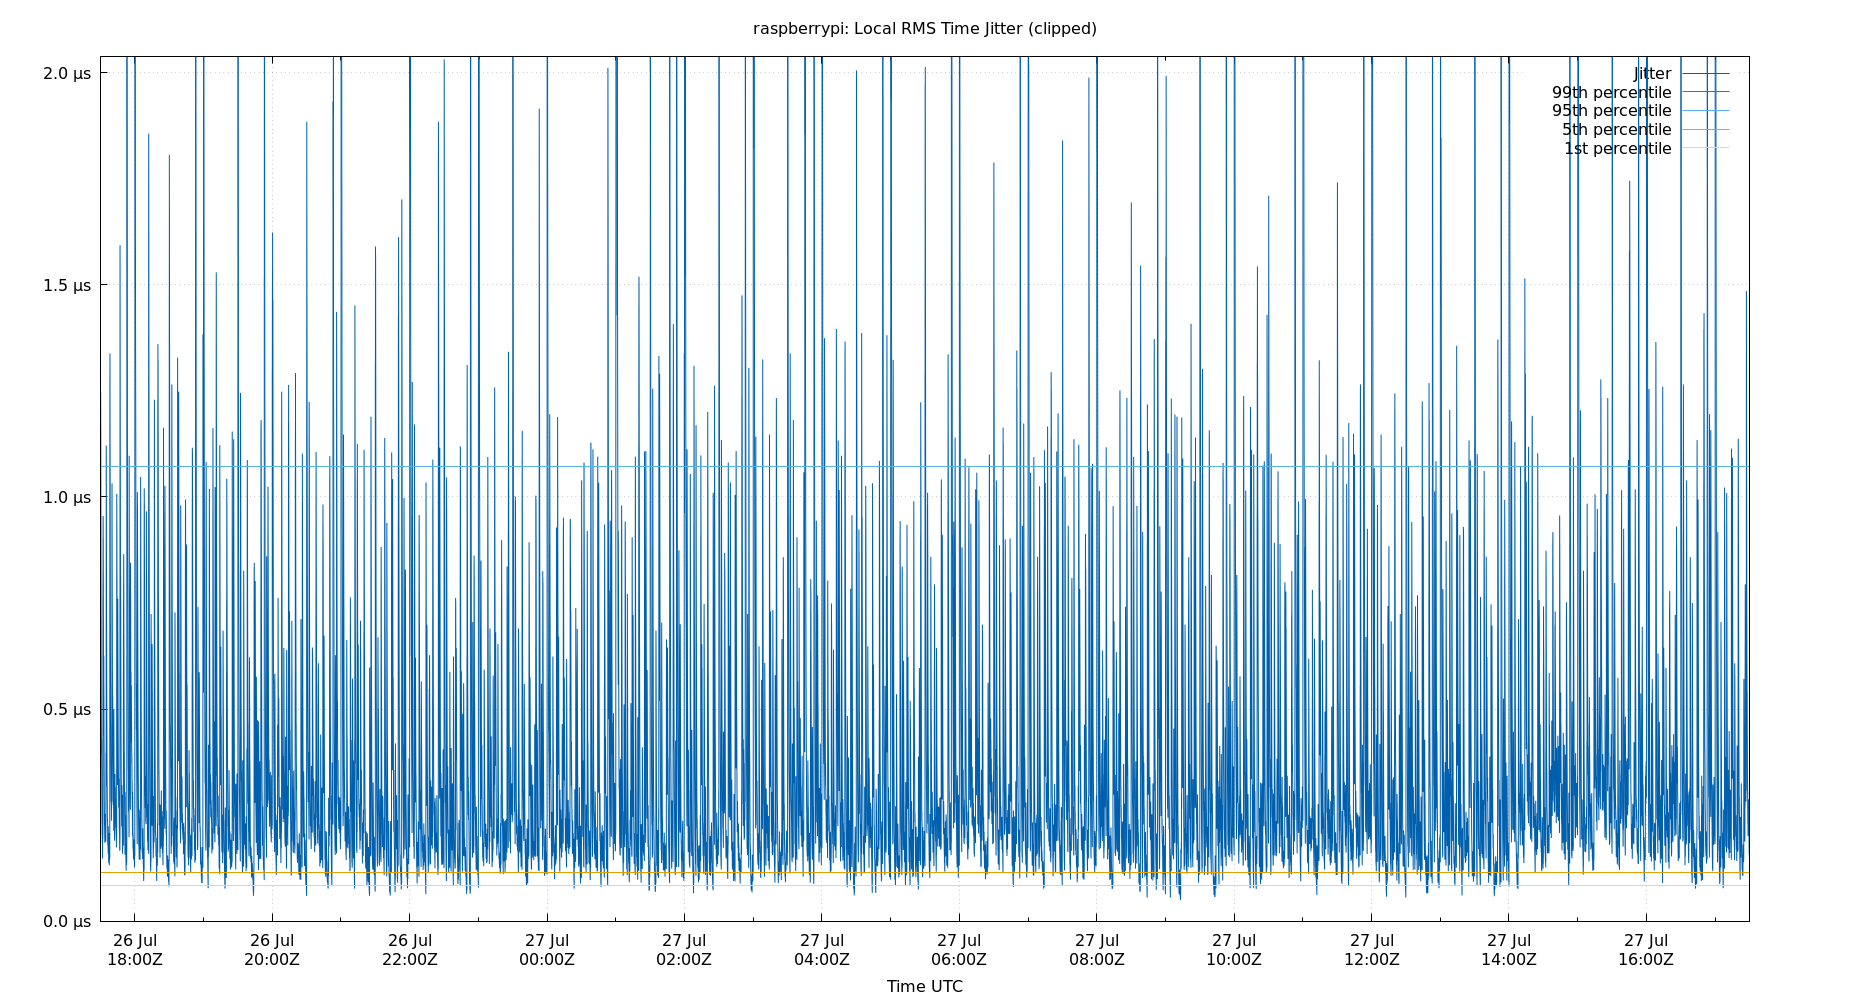 raspberrypi: Local RMS Time Jitter (clipped)
2.0 µs
1.5 µs
1.0 µs
0.5 µs
0.0 µs
Jitter
99th percentile
95th percentile
5th percentile
1st percentile
26 Jul 26 Jul 26 Jul 27 Jul 27 Jul 27 Jul 27 Jul 27 Jul 27 Jul 27 Jul 27 Jul 27 Jul
18:00Z 20:00Z 22:00Z 00:00Z 02:00Z 04:00Z 06:00Z 08:00Z 10:00Z 12:00Z 14:00Z 16:00Z
Time UTC